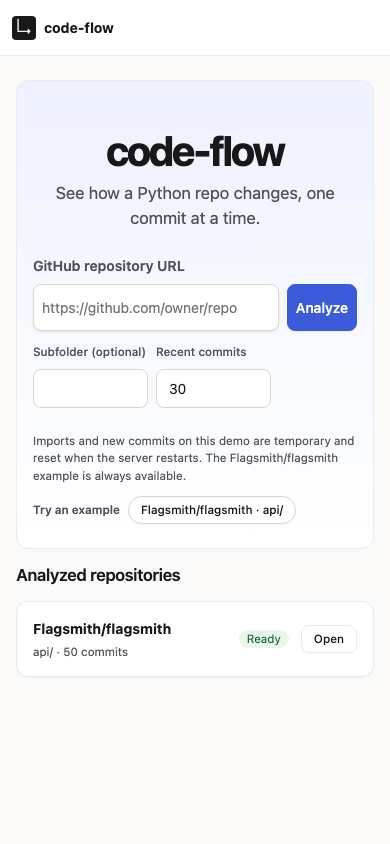 code-flow
code-flow
See how a Python repo changes, one
commit at a time.
GitHub repository URL
https://github.com/owner/repo
Analyze
Subfolder (optional)
Recent commits
30
Imports and new commits on this demo are temporary and
reset when the server restarts. The Flagsmith/flagsmith
example is always available.
Try an example
Flagsmith/flagsmith · api/
Analyzed repositories
Flagsmith/flagsmith
api/ · 50 commits
Ready
Open